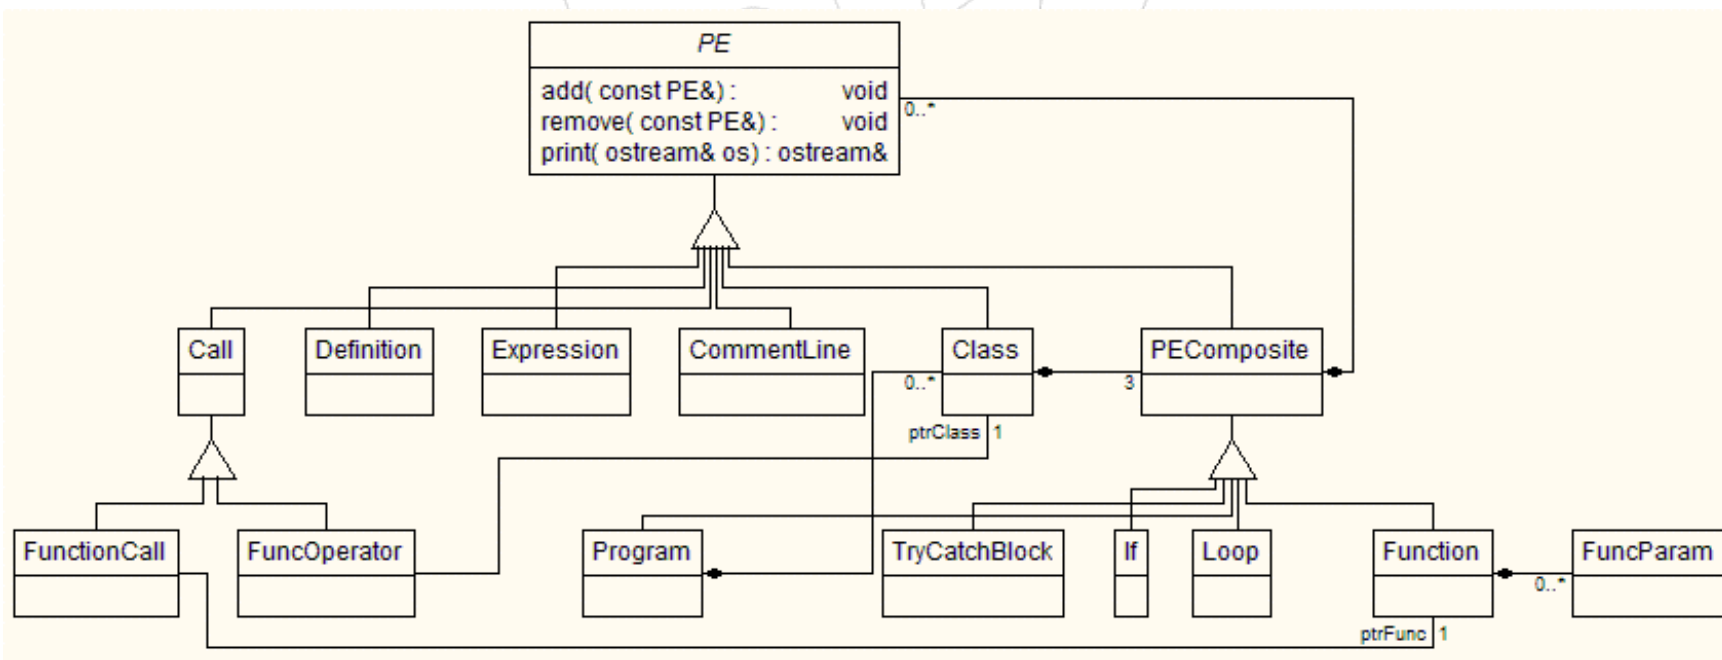 PE
add( const PE&) : void
remove( const PE&) : void
print( ostream& os) : ostream&
0..*
Call
Definition
Expression
CommentLine
Class
PEComposite
0..*
3
ptrClass 1
FunctionCall
FuncOperator
Program
TryCatchBlock
If
Loop
Function
FuncParam
0..*
ptrFunc 1